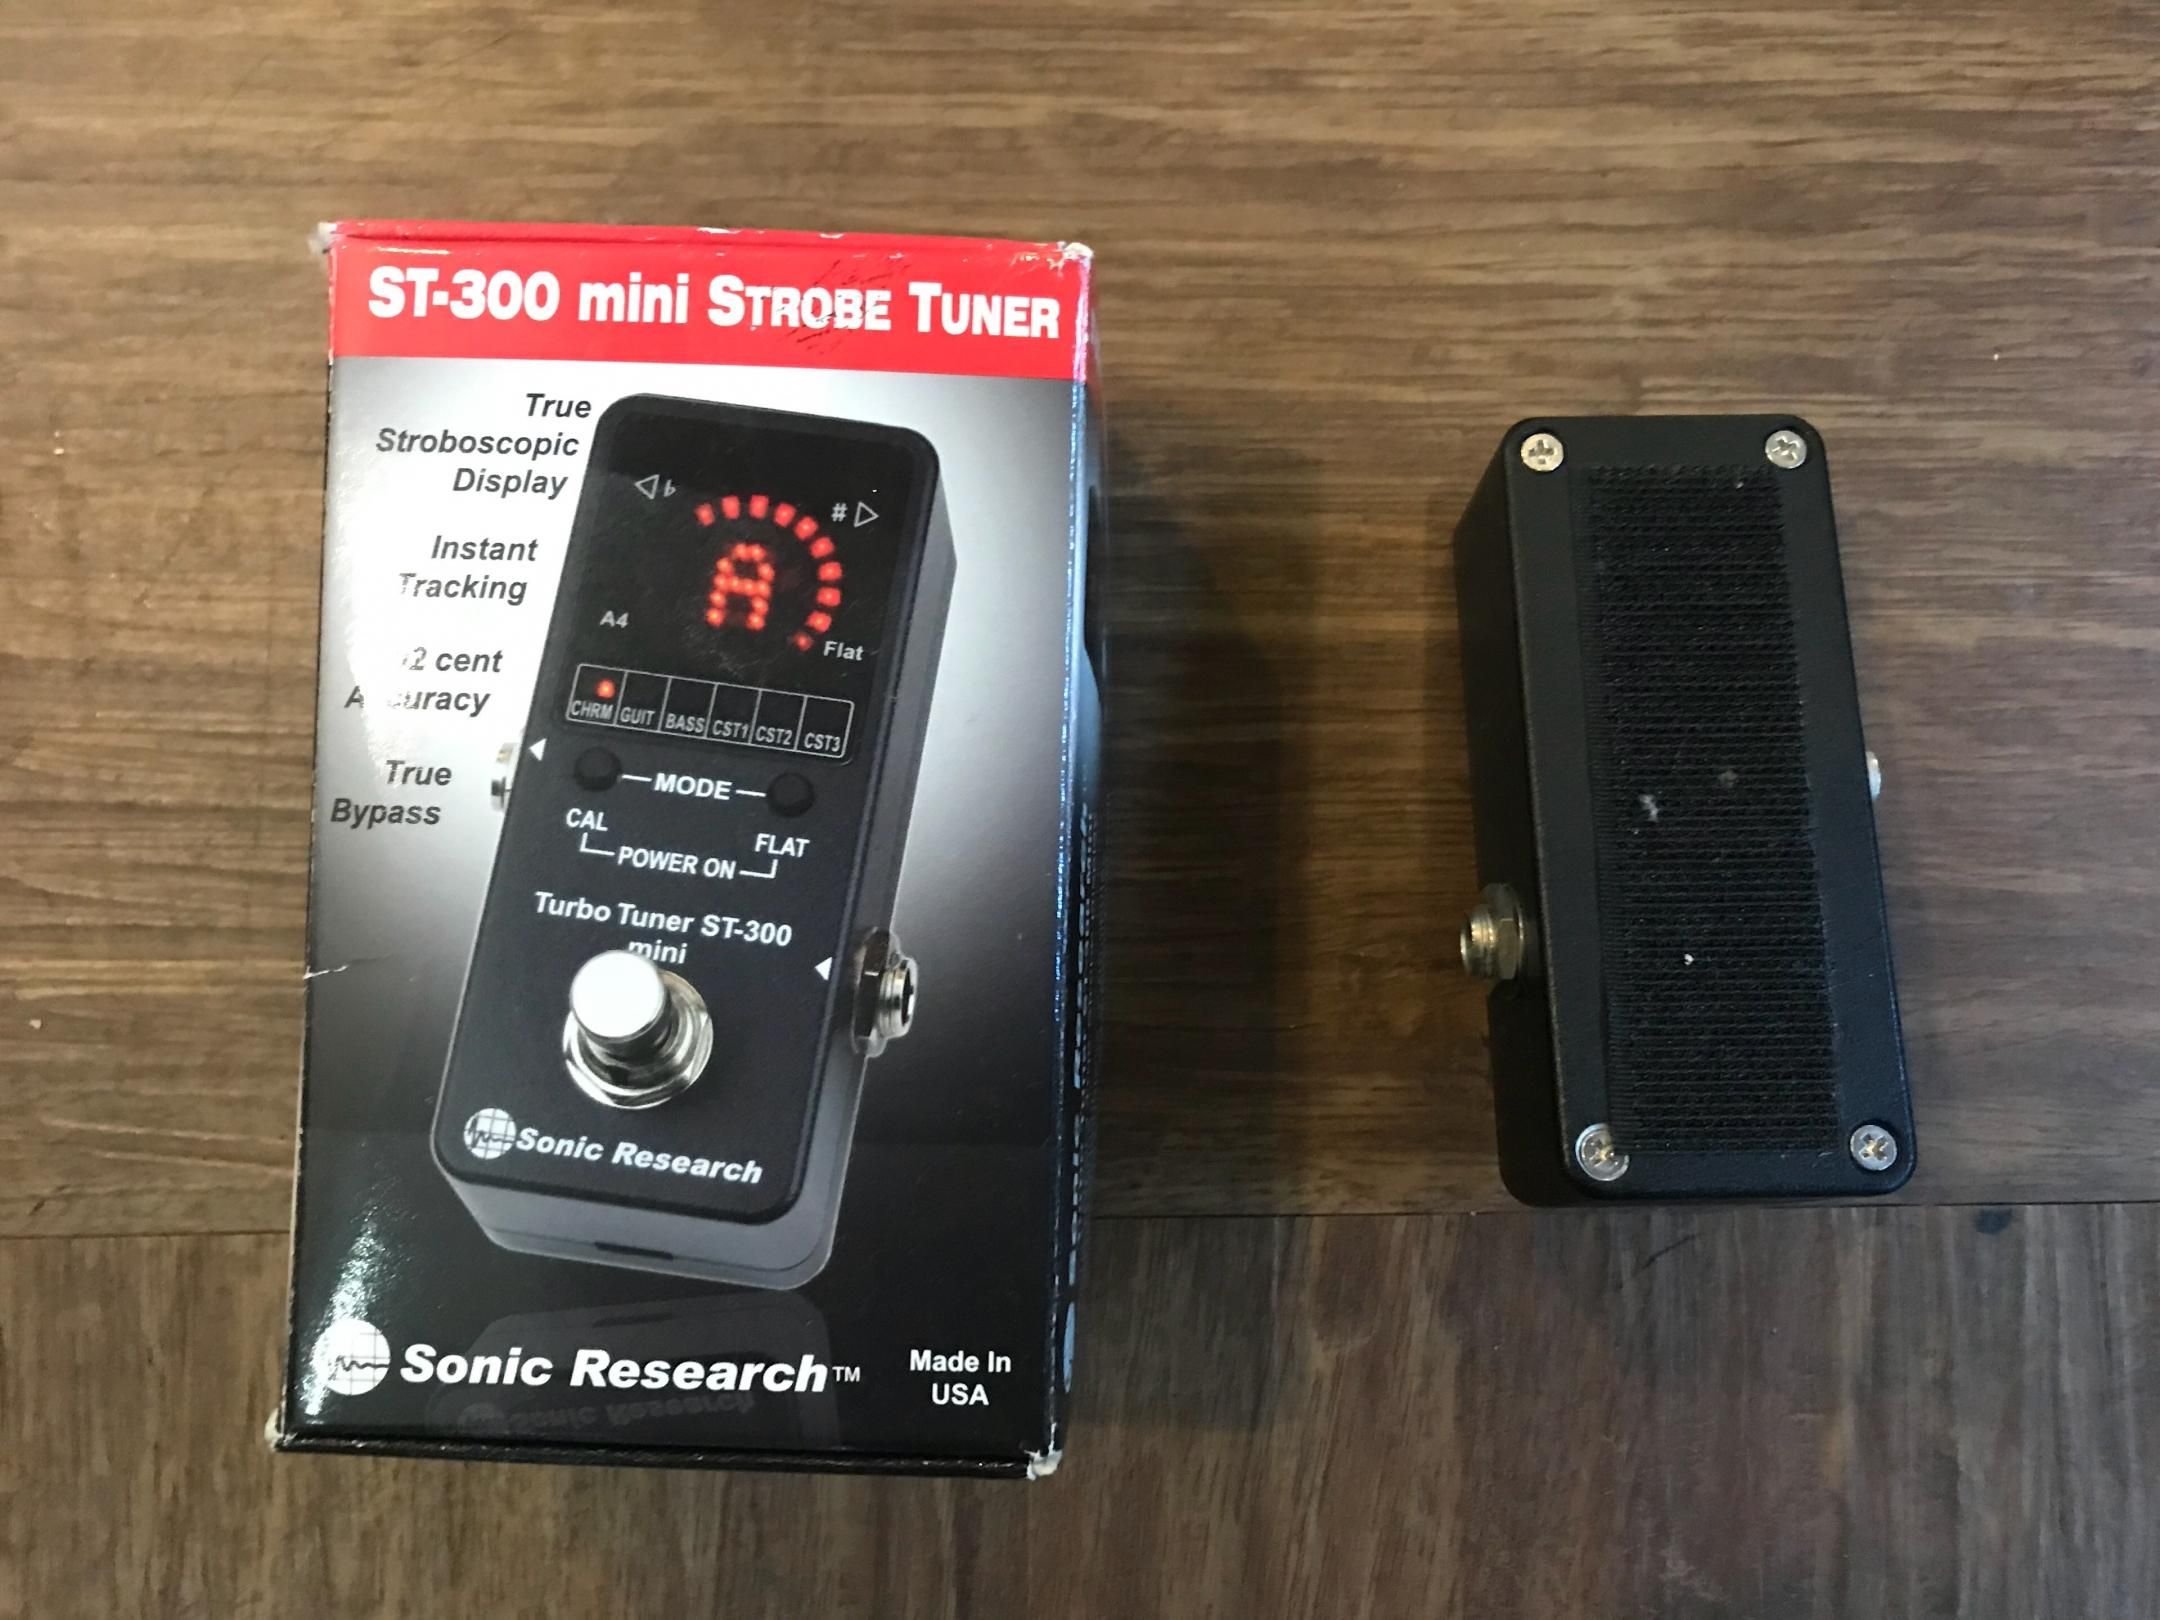 ST-300 mini STROBE TUNER
True
Stroboscopic
Display
Instant
Tracking
2 cent
Accuracy
True
Bypass
b
#
A
A4
Flat
CHRM GUIT BASS CST1 CST2 CST3
MODE
CAL
FLAT
POWER ON
Turbo Tuner ST-300
mini
Sonic Research
Sonic Research™
Made In
USA